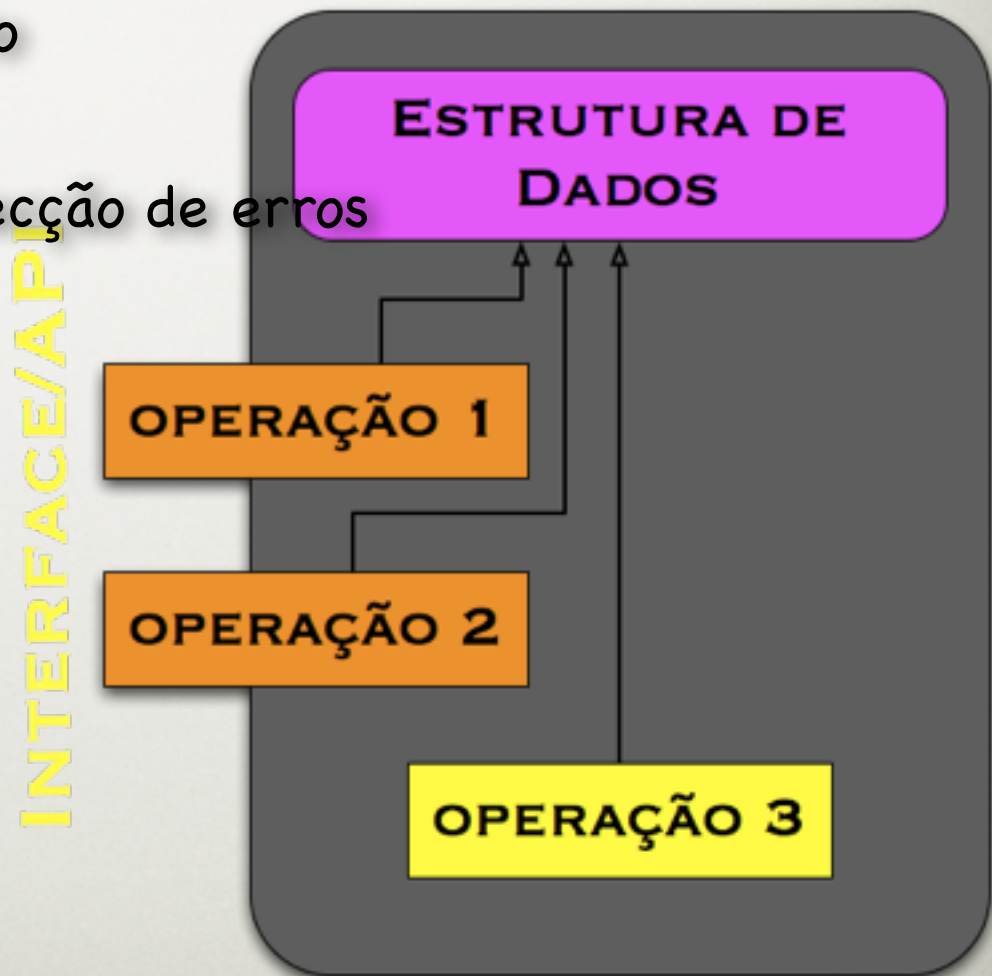 o
ecção de erros
INTERFACE/API
ESTRUTURA DE
DADOS
OPERAÇÃO 1
OPERAÇÃO 2
OPERAÇÃO 3